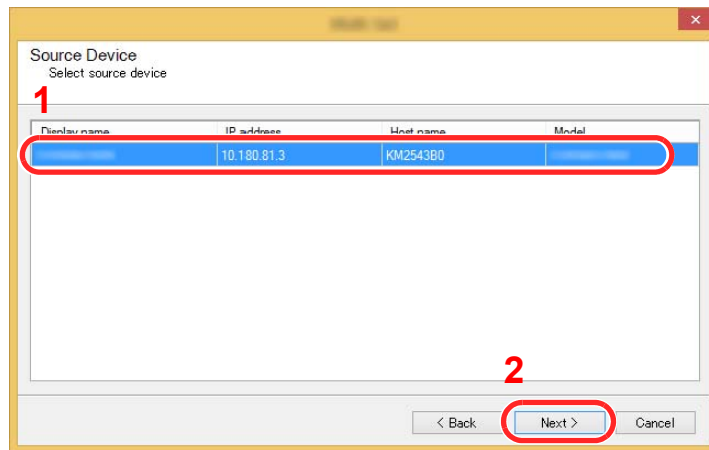 Source Device
Select source device
1
Display name IP address Host name Model
10.180.81.3 KM2543B0
2
< Back Next > Cancel